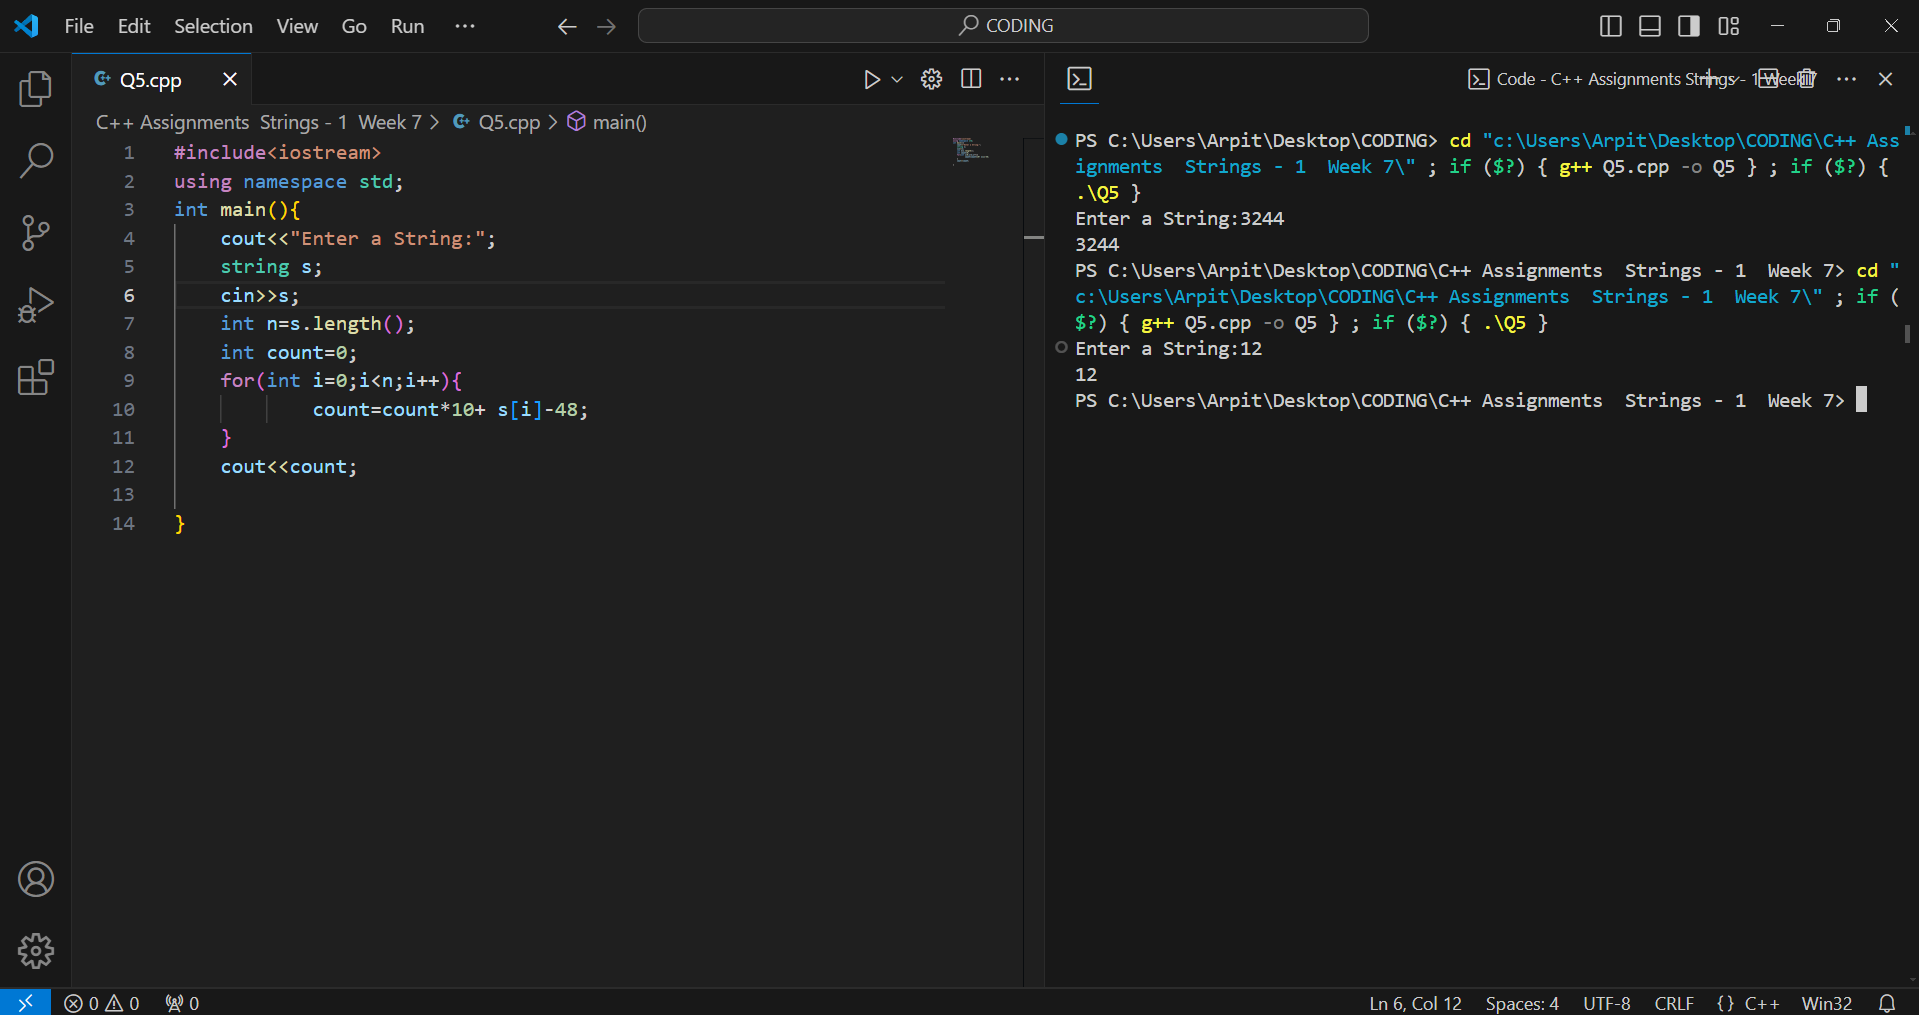 File Edit Selection View Go Run ···
CODING
Q5.cpp
C++ Assignments Strings - 1 Week 7 > Q5.cpp > main()
1 #include<iostream>
2 using namespace std;
3 int main(){
4 cout<<"Enter a String:";
5 string s;
6 cin>>s;
7 int n=s.length();
8 int count=0;
9 for(int i=0;i<n;i++){
10 count=count*10+ s[i]-48;
11 }
12 cout<<count;
13
14 }
Code - C++ Assignments Strings - 1 Week 7
PS C:\Users\Arpit\Desktop\CODING> cd "c:\Users\Arpit\Desktop\CODING\C++ Ass
ignments  Strings - 1  Week 7\" ; if ($?) { g++ Q5.cpp -o Q5 } ; if ($?) {
.\Q5 }
Enter a String:3244
3244
PS C:\Users\Arpit\Desktop\CODING\C++ Assignments  Strings - 1  Week 7> cd "
c:\Users\Arpit\Desktop\CODING\C++ Assignments  Strings - 1  Week 7\" ; if (
$?) { g++ Q5.cpp -o Q5 } ; if ($?) { .\Q5 }
Enter a String:12
12
PS C:\Users\Arpit\Desktop\CODING\C++ Assignments  Strings - 1  Week 7>
0 0 0
Ln 6, Col 12 Spaces: 4 UTF-8 CRLF {} C++ Win32